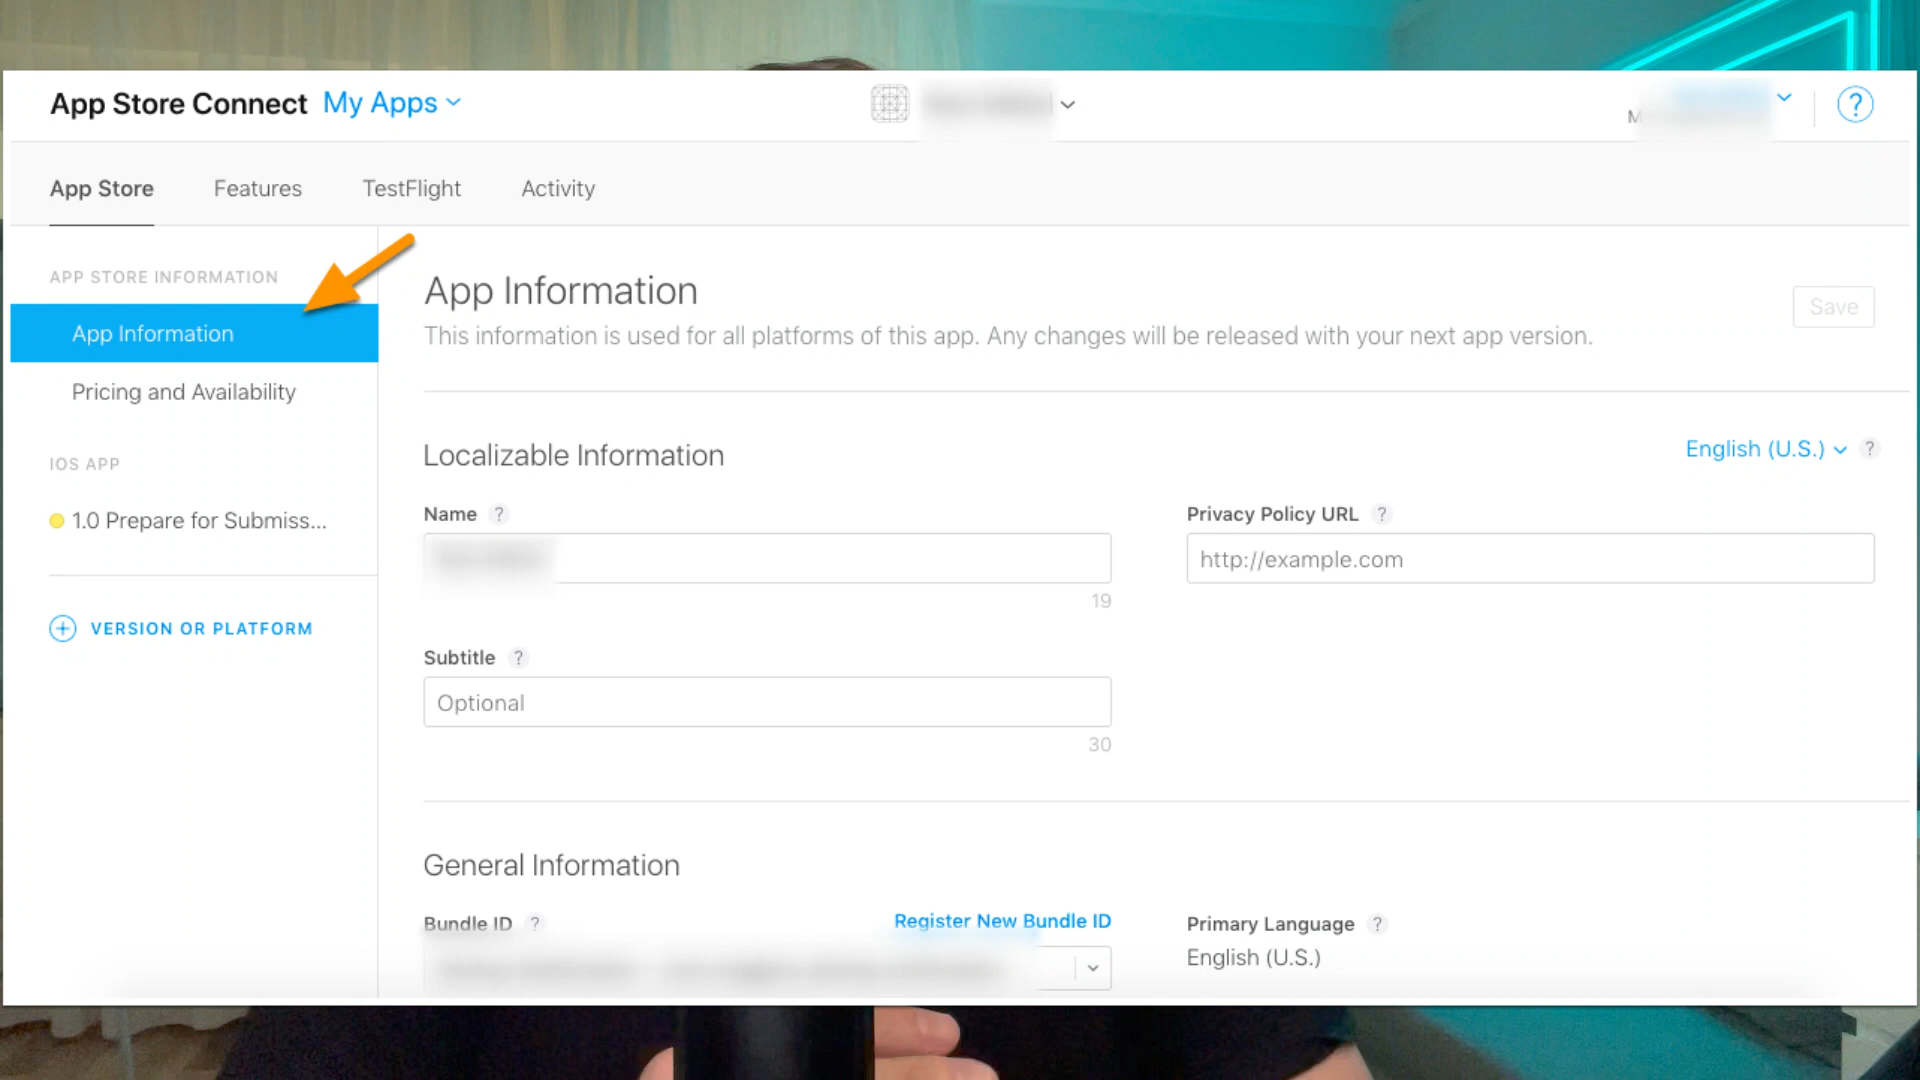 App Store Connect My Apps
?
App Store Features TestFlight Activity
APP STORE INFORMATION
App Information
Pricing and Availability
IOS APP
1.0 Prepare for Submiss...
VERSION OR PLATFORM
App Information
Save
This information is used for all platforms of this app. Any changes will be released with your next app version.
Localizable Information
English (U.S.) ?
Name ?
19
Privacy Policy URL ?
http://example.com
Subtitle ?
Optional
30
General Information
Bundle ID ? Register New Bundle ID
Primary Language ?
English (U.S.)